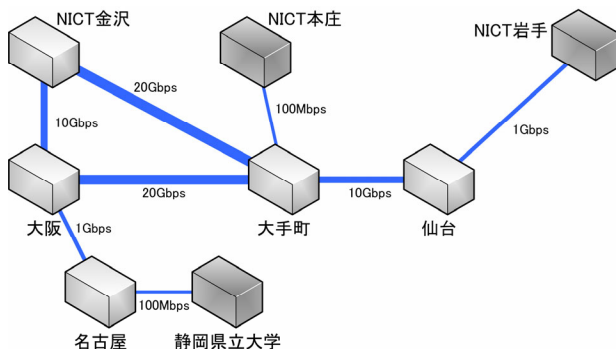 NICT金沢
NICT本庄
NICT岩手
20Gbps
100Mbps
10Gbps
1Gbps
20Gbps
10Gbps
大阪
大手町
仙台
1Gbps
100Mbps
名古屋
静岡県立大学